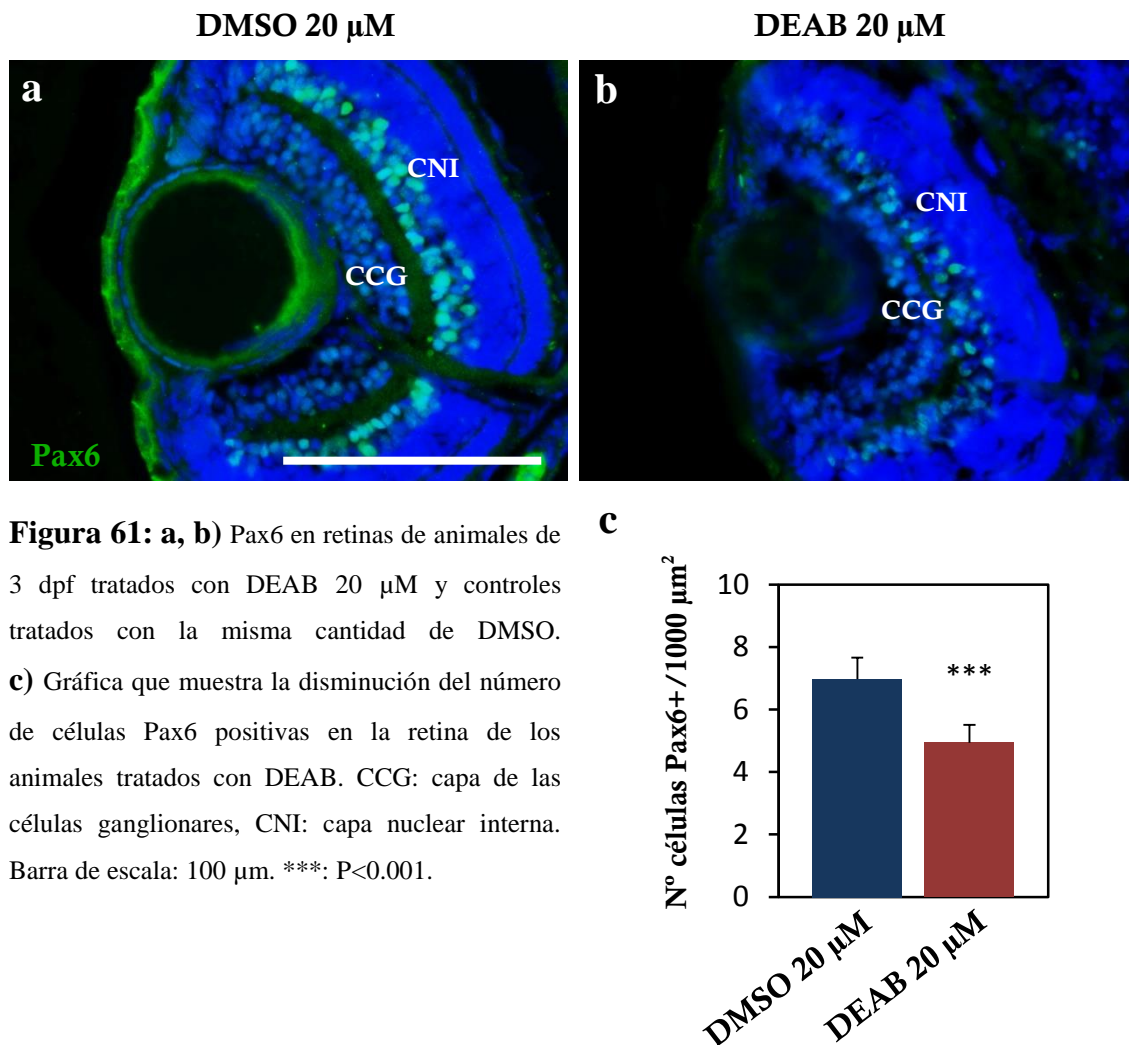 DMSO 20 µM
DEAB 20 µM
a
CNI
CCG
Pax6
b
CNI
CCG
Figura 61: a, b) Pax6 en retinas de animales de
3 dpf tratados con DEAB 20 µM y controles
tratados con la misma cantidad de DMSO.
c) Gráfica que muestra la disminución del número
de células Pax6 positivas en la retina de los
animales tratados con DEAB. CCG: capa de las
células ganglionares, CNI: capa nuclear interna.
Barra de escala: 100 µm. ***: P<0.001.
c
Nº células Pax6+/1000 µm²
10
8
6
4
2
0
***
DMSO 20 µM
DEAB 20 µM